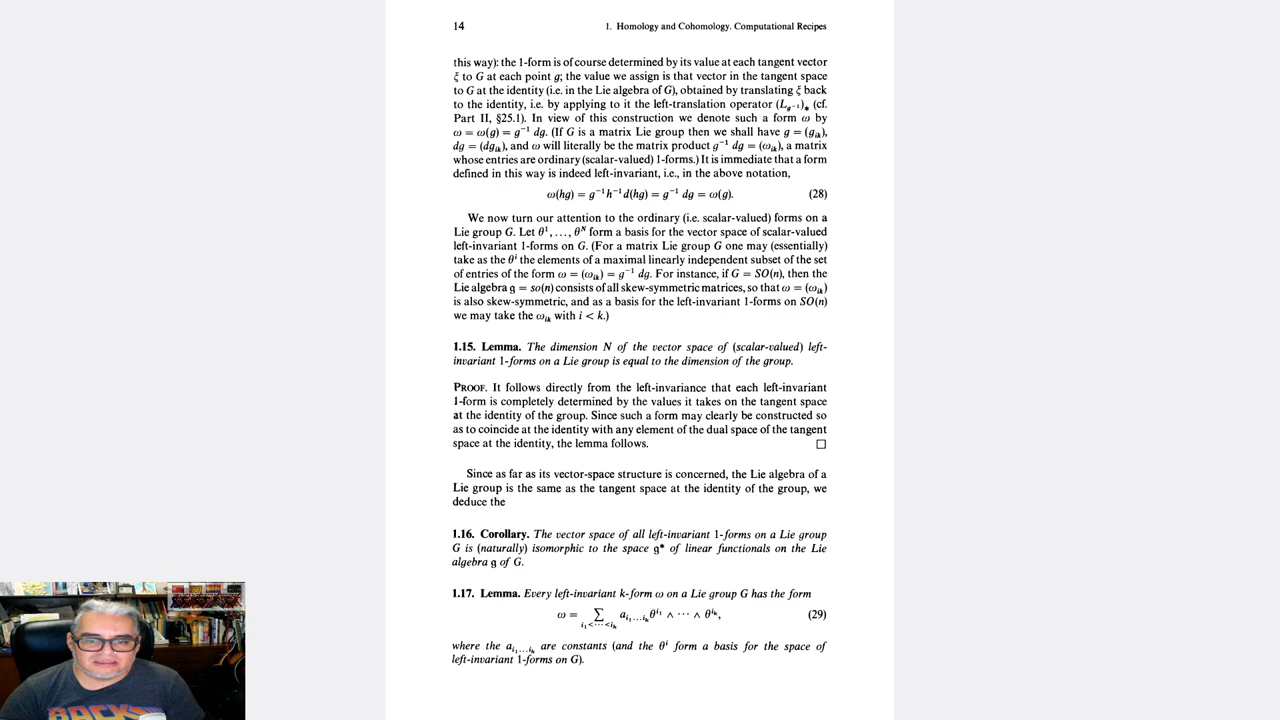 14
1. Homology and Cohomology. Computational Recipes
this way): the 1-form is of course determined by its value at each tangent vector
ξ to G at each point g; the value we assign is that vector in the tangent space
to G at the identity (i.e. in the Lie algebra of G), obtained by translating ξ back
to the identity, i.e. by applying to it the left-translation operator (L_{g⁻¹})_* (cf.
Part II, §25.1). In view of this construction we denote such a form ω by
ω = ω(g) = g⁻¹ dg. (If G is a matrix Lie group then we shall have g = (g_{ik}),
dg = (dg_{ik}), and ω will literally be the matrix product g⁻¹ dg = (ω_{ik}), a matrix
whose entries are ordinary (scalar-valued) 1-forms.) It is immediate that a form
defined in this way is indeed left-invariant, i.e., in the above notation,
ω(hg) = g⁻¹h⁻¹d(hg) = g⁻¹ dg = ω(g). (28)
We now turn our attention to the ordinary (i.e. scalar-valued) forms on a
Lie group G. Let θ¹, ..., θᴺ form a basis for the vector space of scalar-valued
left-invariant 1-forms on G. (For a matrix Lie group G one may (essentially)
take as the θⁱ the elements of a maximal linearly independent subset of the set
of entries of the form ω = (ω_{ik}) = g⁻¹ dg. For instance, if G = SO(n), then the
Lie algebra 𝔤 = so(n) consists of all skew-symmetric matrices, so that ω = (ω_{ik})
is also skew-symmetric, and as a basis for the left-invariant 1-forms on SO(n)
we may take the ω_{ik} with i < k.)
1.15. Lemma. The dimension N of the vector space of (scalar-valued) left-
invariant 1-forms on a Lie group is equal to the dimension of the group.
PROOF. It follows directly from the left-invariance that each left-invariant
1-form is completely determined by the values it takes on the tangent space
at the identity of the group. Since such a form may clearly be constructed so
as to coincide at the identity with any element of the dual space of the tangent
space at the identity, the lemma follows. □
Since as far as its vector-space structure is concerned, the Lie algebra of a
Lie group is the same as the tangent space at the identity of the group, we
deduce the
1.16. Corollary. The vector space of all left-invariant 1-forms on a Lie group
G is (naturally) isomorphic to the space 𝔤* of linear functionals on the Lie
algebra 𝔤 of G.
1.17. Lemma. Every left-invariant k-form ω on a Lie group G has the form
ω = ∑_{i₁<⋯<i_k} a_{i₁...i_k} θ^{i₁} ∧ ⋯ ∧ θ^{i_k}, (29)
where the a_{i₁...i_k} are constants (and the θⁱ form a basis for the space of
left-invariant 1-forms on G).